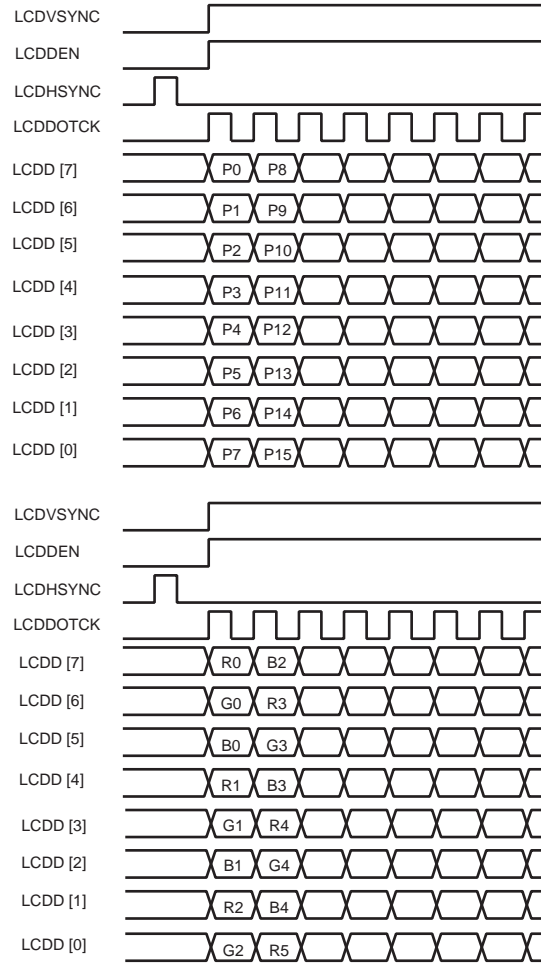 LCDVSYNC
LCDDEN
LCDHSYNC
LCDDOTCK
LCDD [7] P0 P8
LCDD [6] P1 P9
LCDD [5] P2 P10
LCDD [4] P3 P11
LCDD [3] P4 P12
LCDD [2] P5 P13
LCDD [1] P6 P14
LCDD [0] P7 P15
LCDVSYNC
LCDDEN
LCDHSYNC
LCDDOTCK
LCDD [7] R0 B2
LCDD [6] G0 R3
LCDD [5] B0 G3
LCDD [4] R1 B3
LCDD [3] G1 R4
LCDD [2] B1 G4
LCDD [1] R2 B4
LCDD [0] G2 R5